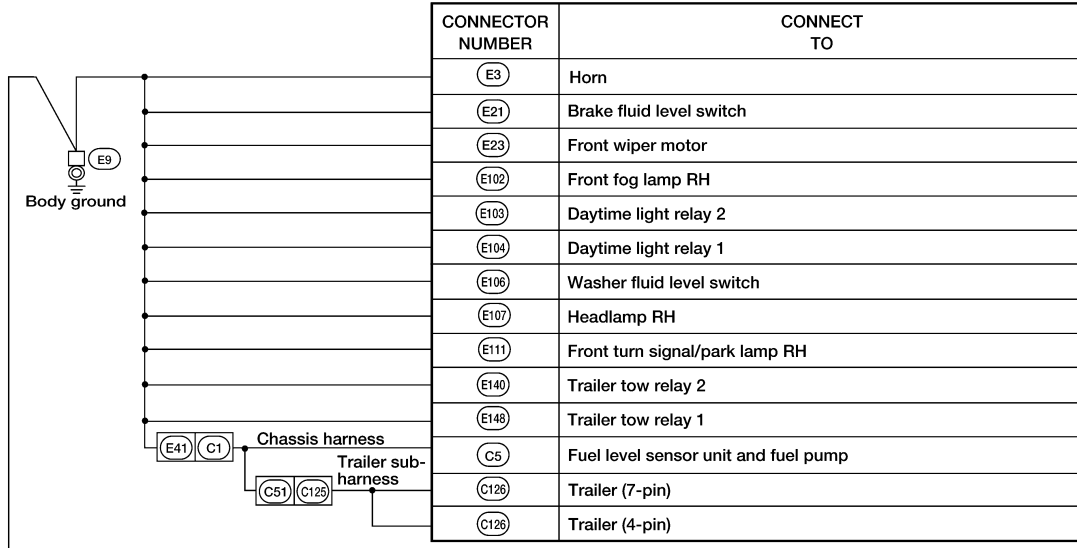 CONNECTOR NUMBER
CONNECT TO
E3 Horn
E21 Brake fluid level switch
E9
E23 Front wiper motor
Body ground
E102 Front fog lamp RH
E103 Daytime light relay 2
E104 Daytime light relay 1
E106 Washer fluid level switch
E107 Headlamp RH
E111 Front turn signal/park lamp RH
E140 Trailer tow relay 2
E148 Trailer tow relay 1
E41 C1 Chassis harness
C5 Fuel level sensor unit and fuel pump
Trailer sub-
harness
C51 C125
C126 Trailer (7-pin)
C126 Trailer (4-pin)